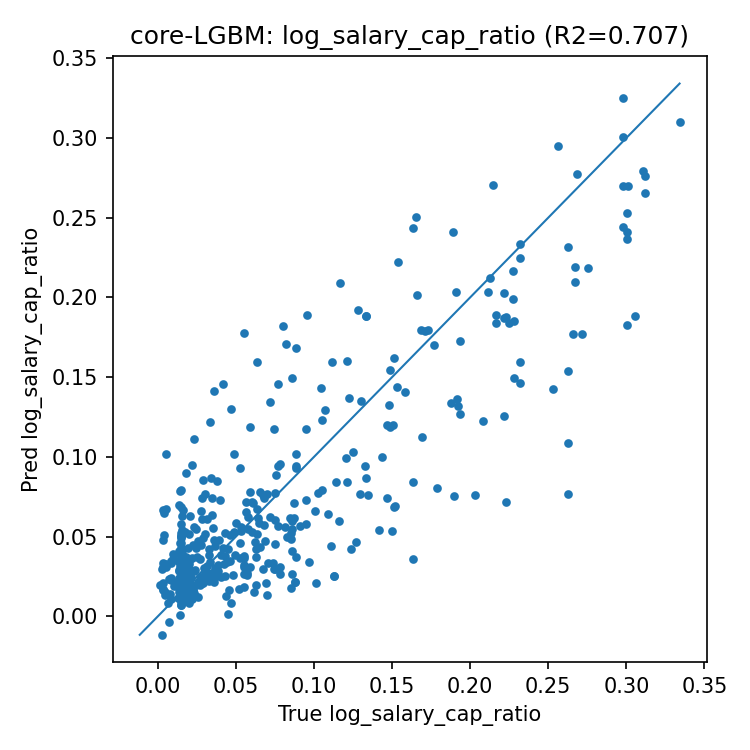 core-LGBM: log_salary_cap_ratio (R2=0.707)
Pred log_salary_cap_ratio
0.35
0.30
0.25
0.20
0.15
0.10
0.05
0.00
0.00 0.05 0.10 0.15 0.20 0.25 0.30 0.35
True log_salary_cap_ratio